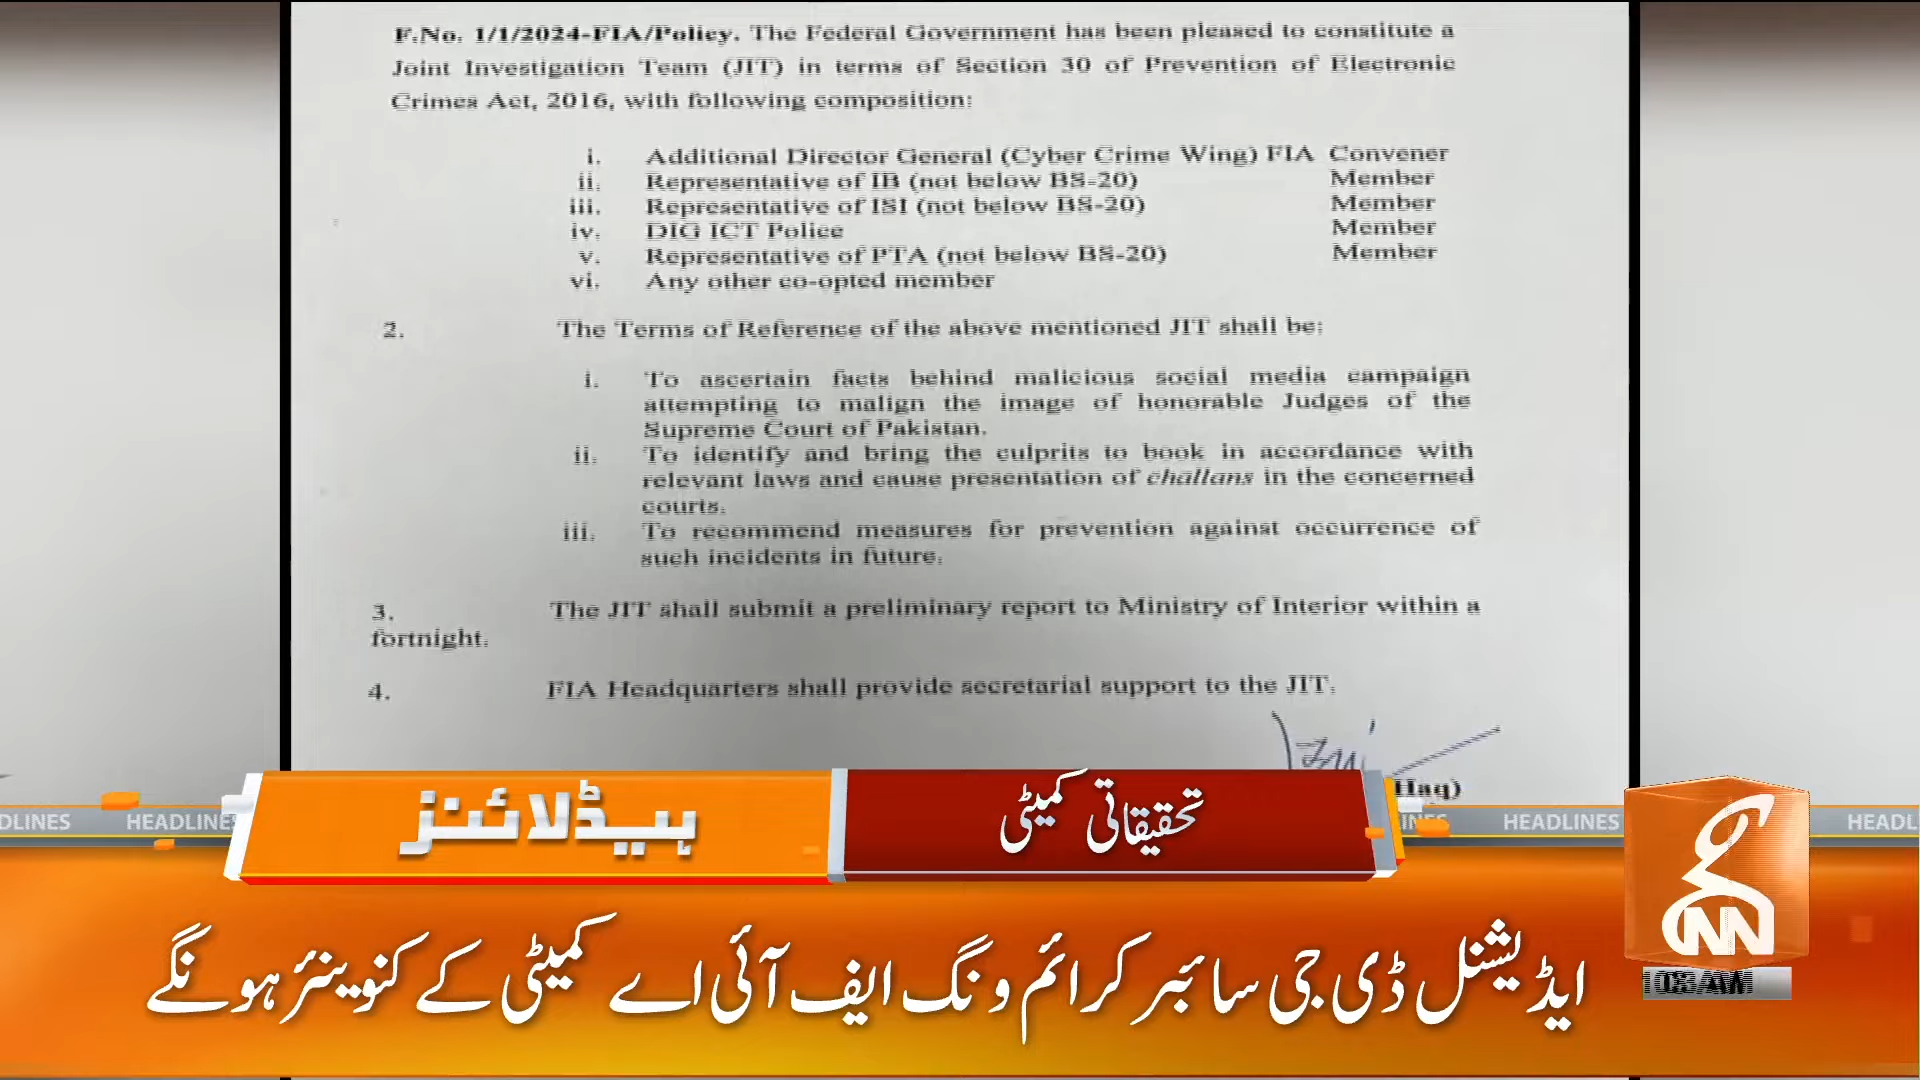 F.No. 1/1/2024-FIA/Policy. The Federal Government has been pleased to constitute a
Joint Investigation Team (JIT) in terms of Section 30 of Prevention of Electronic
Crimes Act, 2016, with following composition:
i. Additional Director General (Cyber Crime Wing) FIA Convener
ii. Representative of IB (not below BS-20) Member
iii. Representative of ISI (not below BS-20) Member
iv. DIG ICT Police Member
v. Representative of PTA (not below BS-20) Member
vi. Any other co-opted member
2. The Terms of Reference of the above mentioned JIT shall be:
i. To ascertain facts behind malicious social media campaign
attempting to malign the image of honorable Judges of the
Supreme Court of Pakistan.
ii. To identify and bring the culprits to book in accordance with
relevant laws and cause presentation of challans in the concerned
courts.
iii. To recommend measures for prevention against occurrence of
such incidents in future.
3. The JIT shall submit a preliminary report to Ministry of Interior within a
fortnight.
4. FIA Headquarters shall provide secretarial support to the JIT.
Haq)
HEADLINES HEADLINES
ہیڈلائنز
تحقیقاتی کمیٹی
GNN
ایڈیشنل ڈی جی سائبر کرائم ونگ ایف آئی اے کمیٹی کے کنوینئر ہونگے